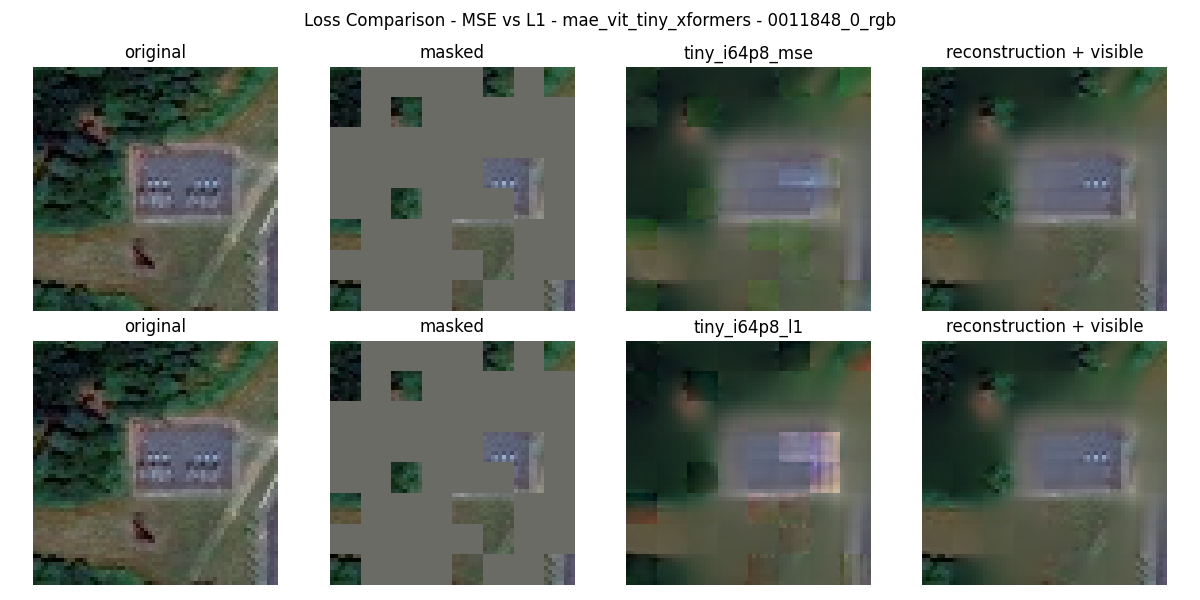 Loss Comparison - MSE vs L1 - mae_vit_tiny_xformers - 0011848_0_rgb
original masked tiny_i64p8_mse reconstruction + visible
original masked tiny_i64p8_l1 reconstruction + visible